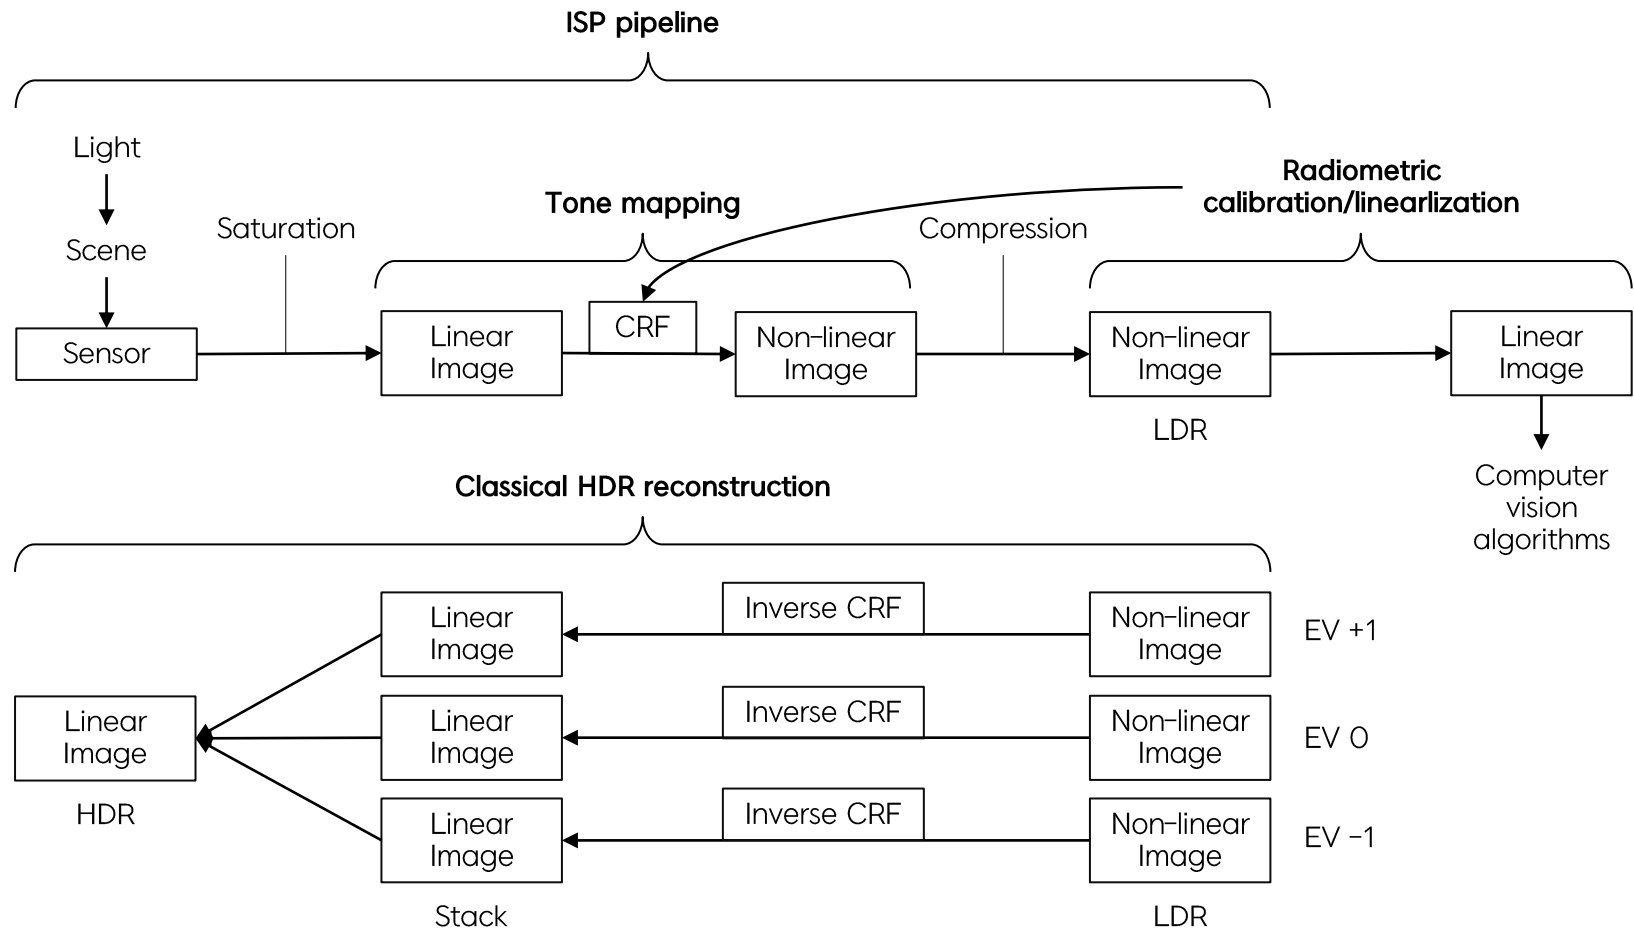 ISP pipeline
Light
Scene
Sensor
Saturation
Tone mapping
Linear
Image
CRF
Non-linear
Image
Compression
Radiometric
calibration/linearlization
Non-linear
Image
LDR
Linear
Image
Computer
vision
algorithms
Classical HDR reconstruction
Linear
Image
Inverse CRF
Non-linear
Image
EV +1
Linear
Image
HDR
Linear
Image
Inverse CRF
Non-linear
Image
EV 0
Linear
Image
Inverse CRF
Non-linear
Image
EV -1
Stack
LDR